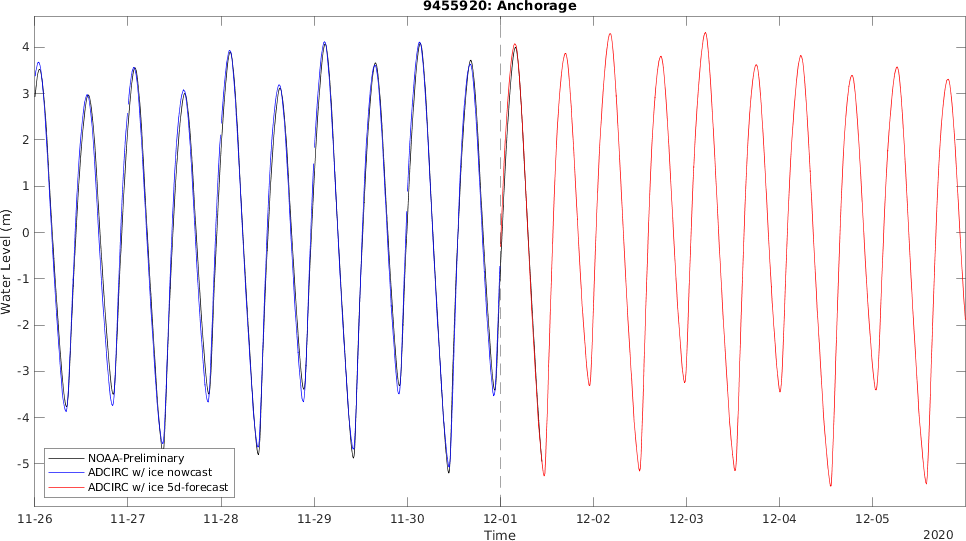 9455920: Anchorage
4
3
2
1
0
-1
-2
-3
-4
-5
Water Level (m)
NOAA-Preliminary
ADCIRC w/ ice nowcast
ADCIRC w/ ice 5d-forecast
11-26 11-27 11-28 11-29 11-30 12-01 12-02 12-03 12-04 12-05
Time
2020